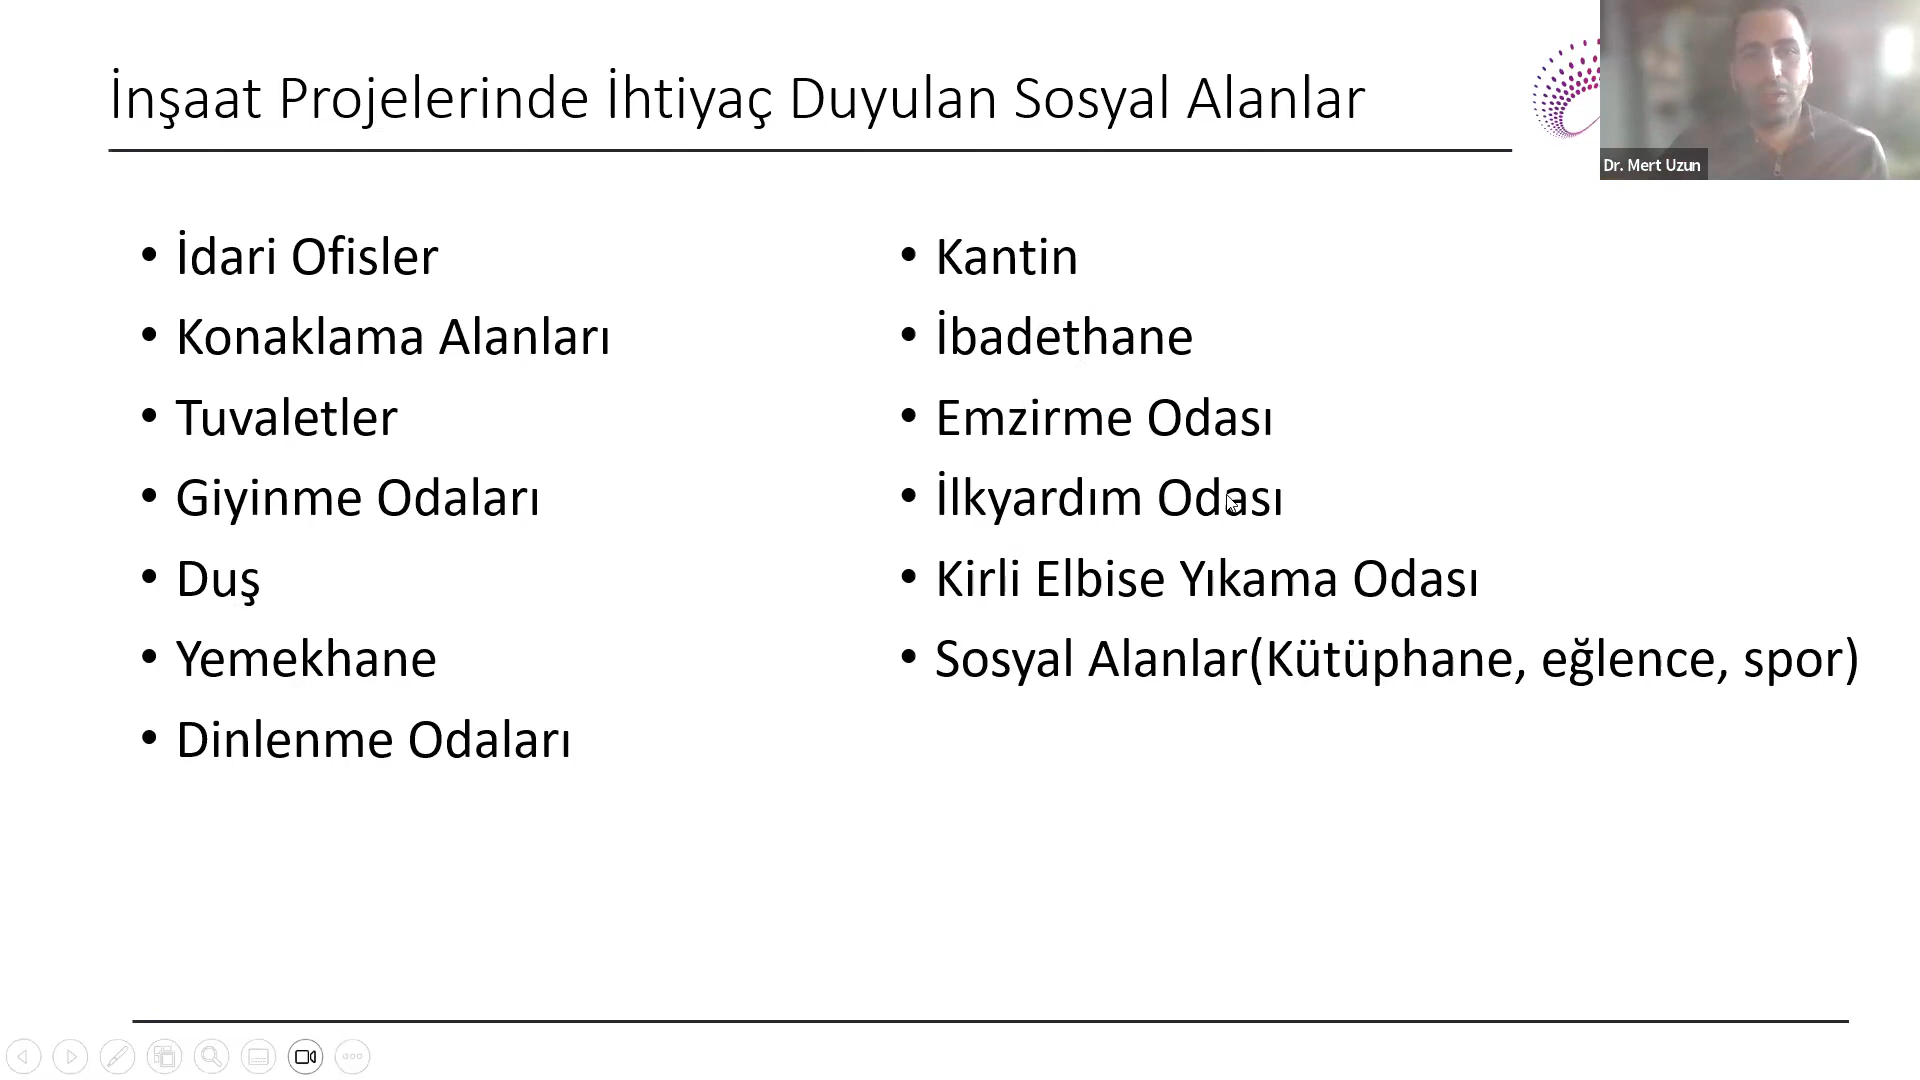 İnşaat Projelerinde İhtiyaç Duyulan Sosyal Alanlar
Dr. Mert Uzun
• İdari Ofisler
• Konaklama Alanları
• Tuvaletler
• Giyinme Odaları
• Duş
• Yemekhane
• Dinlenme Odaları
• Kantin
• İbadethane
• Emzirme Odası
• İlkyardım Odası
• Kirli Elbise Yıkama Odası
• Sosyal Alanlar(Kütüphane, eğlence, spor)